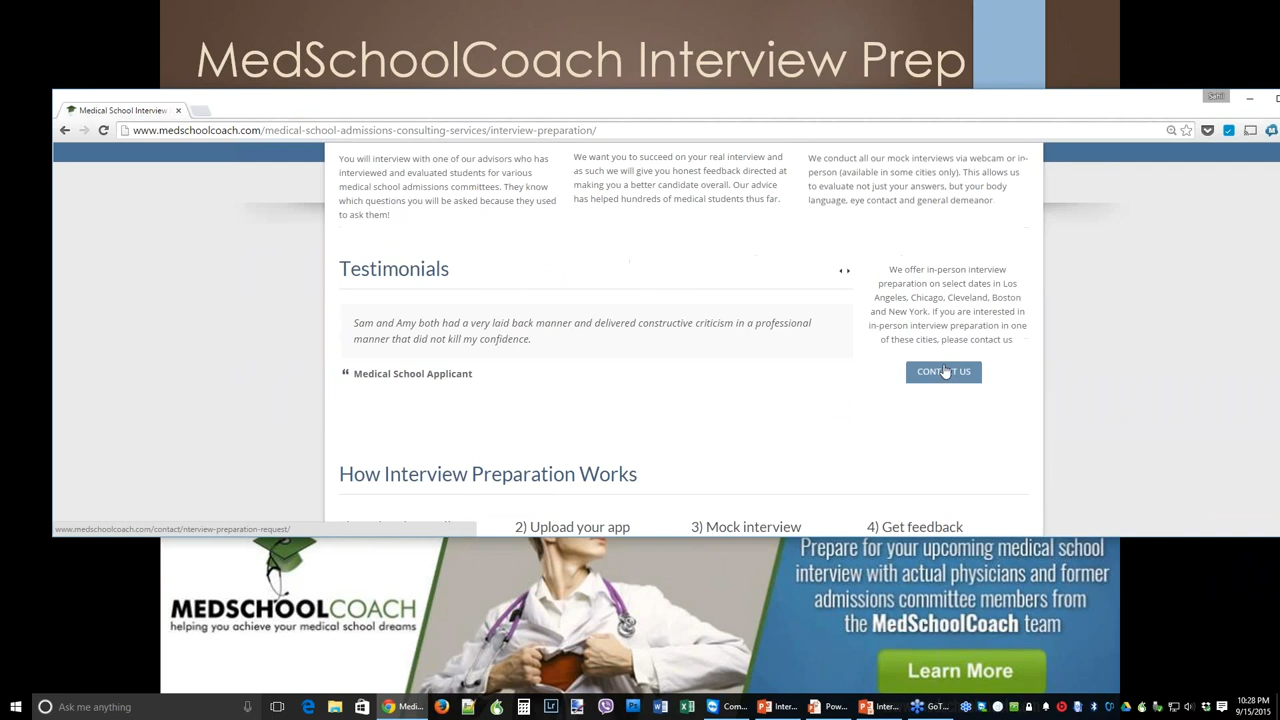 MedSchoolCoach Interview Prep
Sahil
Medical School Interview
www.medschoolcoach.com/medical-school-admissions-consulting-services/interview-preparation/
You will interview with one of our advisors who has
interviewed and evaluated students for various
medical school admissions committees. They know
which questions you will be asked because they used
to ask them!
We want you to succeed on your real interview and
as such we will give you honest feedback directed at
making you a better candidate overall. Our advice
has helped hundreds of medical students thus far.
We conduct all our mock interviews via webcam or in-
person (available in some cities only). This allows us
to evaluate not just your answers, but your body
language, eye contact and general demeanor
Testimonials
Sam and Amy both had a very laid back manner and delivered constructive criticism in a professional
manner that did not kill my confidence.
Medical School Applicant
We offer in-person interview
preparation on select dates in Los
Angeles, Chicago, Cleveland, Boston
and New York. If you are interested in
in-person interview preparation in one
of these cities, please contact us
CONTACT US
How Interview Preparation Works
2) Upload your app
3) Mock interview
4) Get feedback
www.medschoolcoach.com/contact/nterview-preparation-request/
MEDSCHOOLCOACH
helping you achieve your medical school dreams
Prepare for your upcoming medical school
interview with actual physicians and former
admissions committee members from
the MedSchoolCoach team
Learn More
Ask me anything
Medi...
Com...
Inter...
Pow...
Inter...
GoT...
10:28 PM
9/15/2015